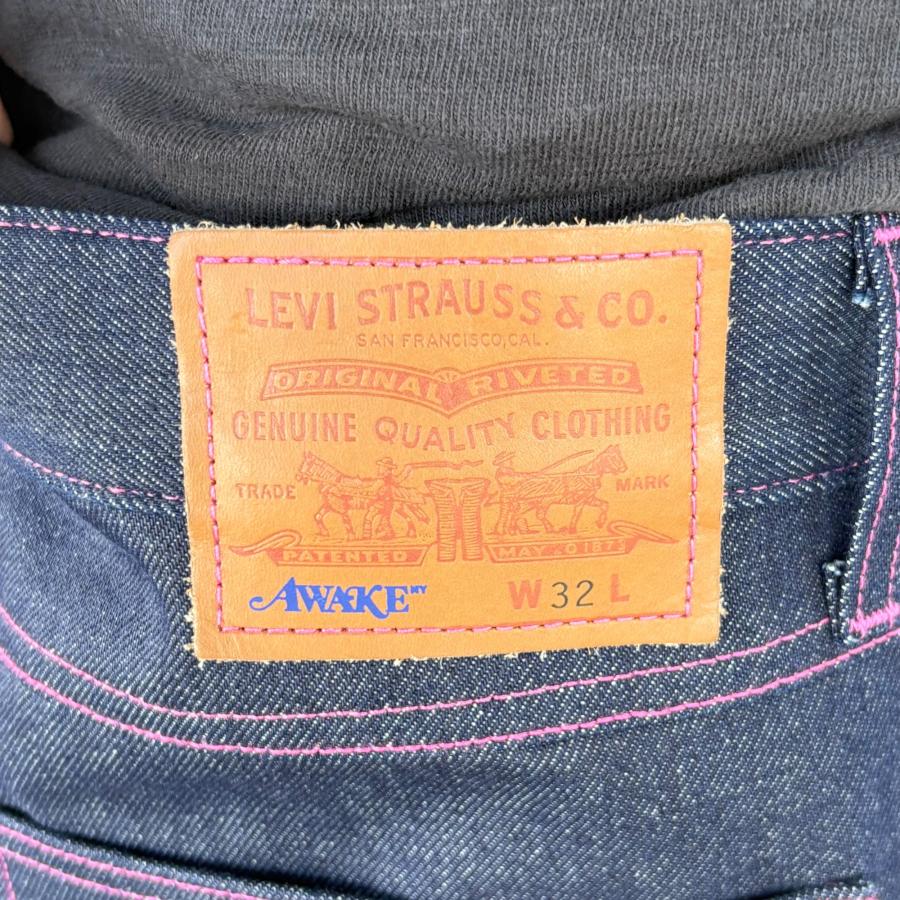 LEVI STRAUSS & CO.
SAN FRANCISCO, CAL.
ORIGINAL RIVETED
GENUINE QUALITY CLOTHING
TRADE MARK
PATENTED MAY 20 1873
AWAKE NY W 32 L